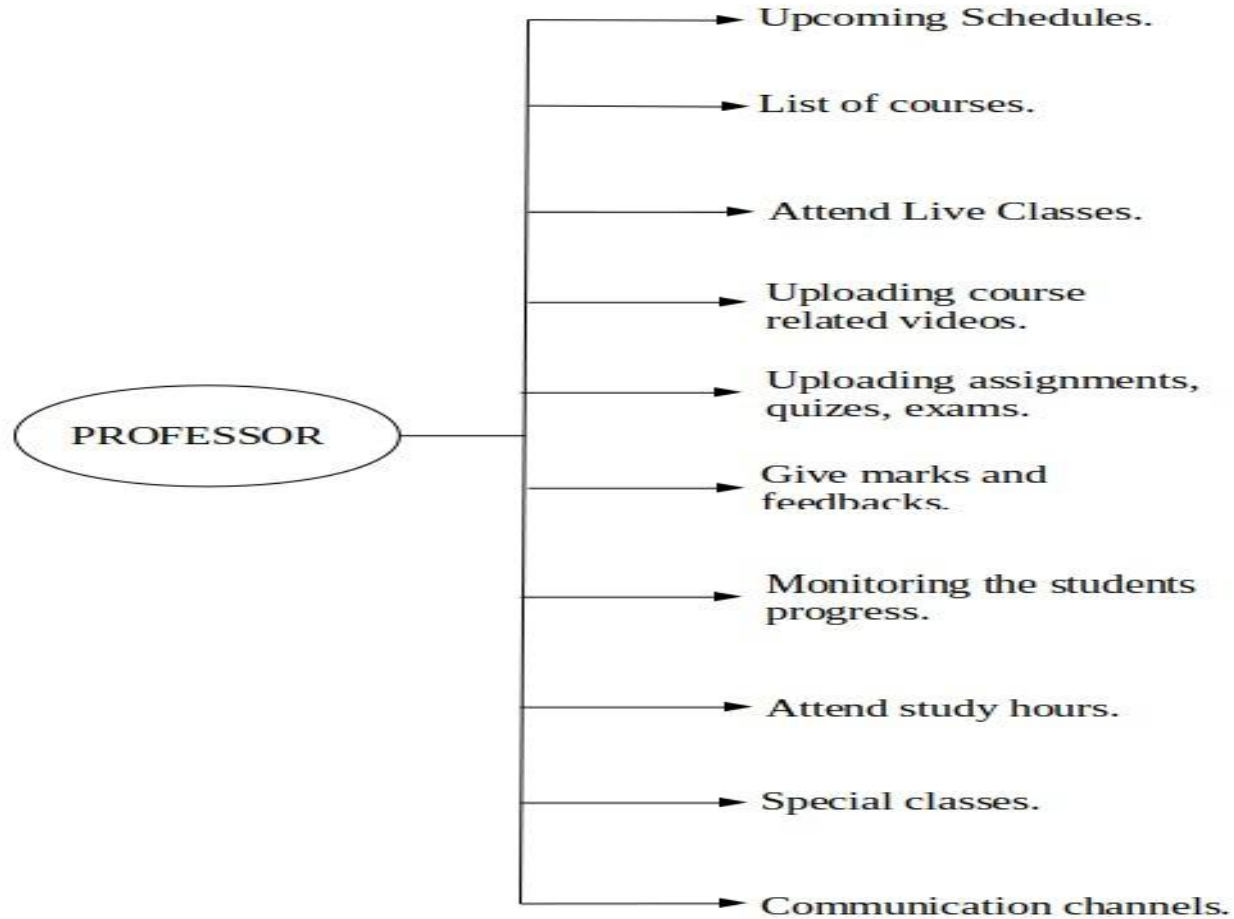 Upcoming Schedules.
List of courses.
Attend Live Classes.
Uploading course
related videos.
Uploading assignments,
quizes, exams.
PROFESSOR
Give marks and
feedbacks.
Monitoring the students
progress.
Attend study hours.
Special classes.
Communication channels.